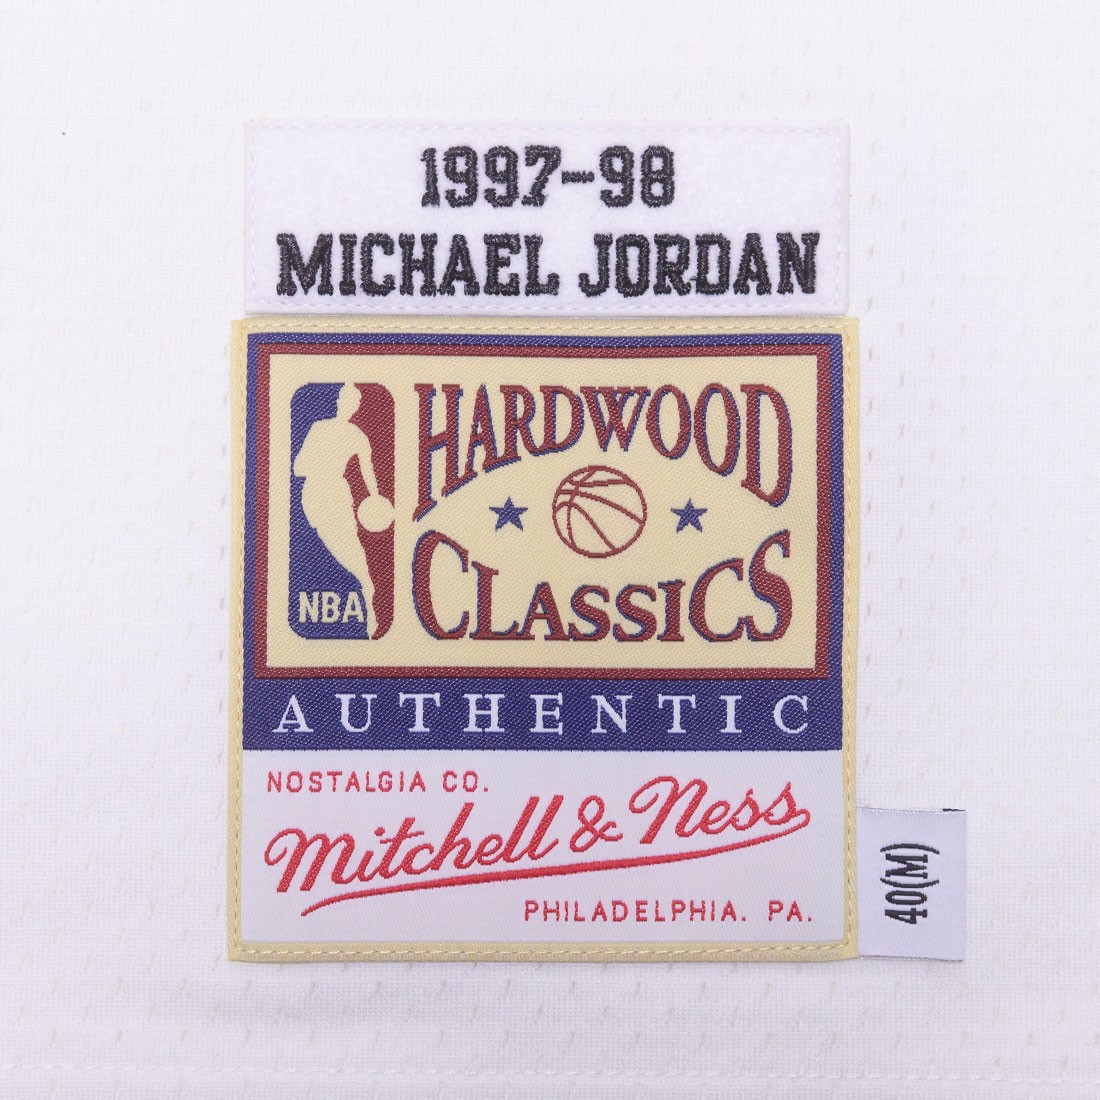 1997-98
MICHAEL JORDAN
HARDWOOD
CLASSICS
NBA
AUTHENTIC
NOSTALGIA CO.
Mitchell & Ness
PHILADELPHIA. PA.
40(M)